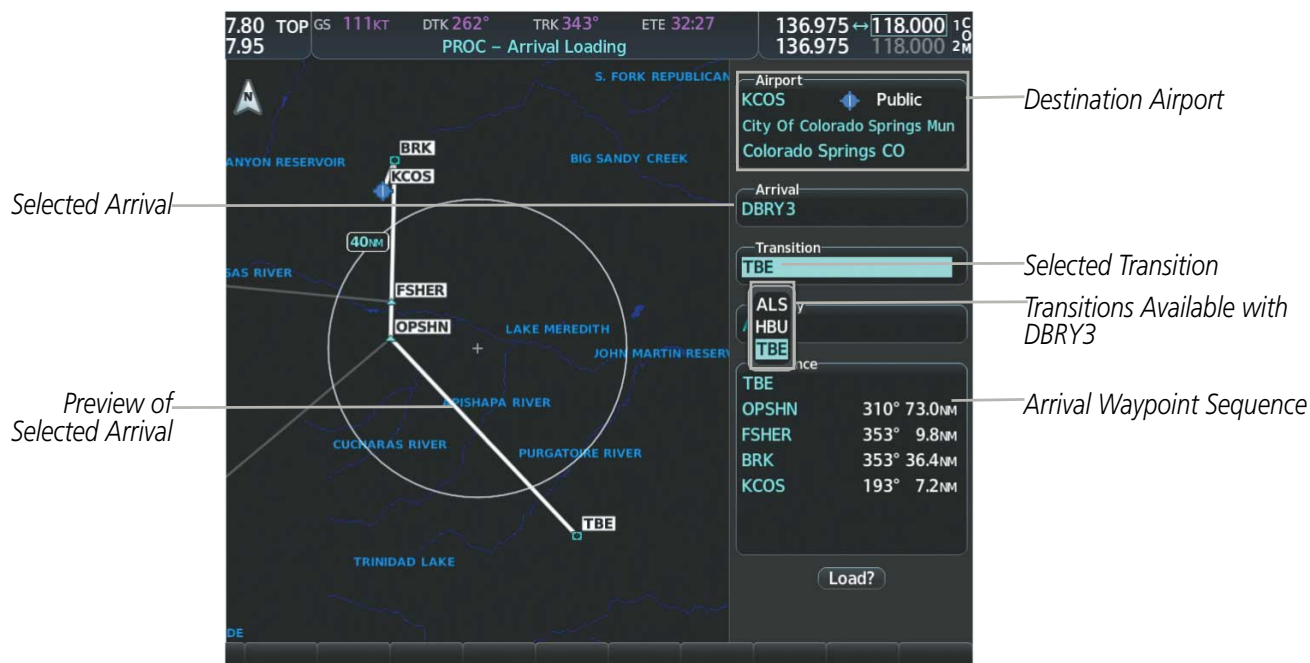 7.80 TOP GS 111KT DTK 262° TRK 343° ETE 32:27 136.975 ↔ 118.000 1 COM
7.95 PROC – Arrival Loading 136.975 118.000 2
N
S. FORK REPUBLICAN
ANYON RESERVOIR
BRK
BIG SANDY CREEK
KCOS
40NM
SAS RIVER
FSHER
OPSHN
LAKE MEREDITH
JOHN MARTIN RESERV
APISHAPA RIVER
CUCHARAS RIVER
PURGATOIRE RIVER
TBE
TRINIDAD LAKE
DE
Airport
KCOS Public
City Of Colorado Springs Mun
Colorado Springs CO
Arrival
DBRY3
Transition
TBE
ALS
HBU
TBE
y
A
nce
TBE
OPSHN 310° 73.0NM
FSHER 353° 9.8NM
BRK 353° 36.4NM
KCOS 193° 7.2NM
Load?
Selected Arrival
Preview of
Selected Arrival
Destination Airport
Selected Transition
Transitions Available with
DBRY3
Arrival Waypoint Sequence